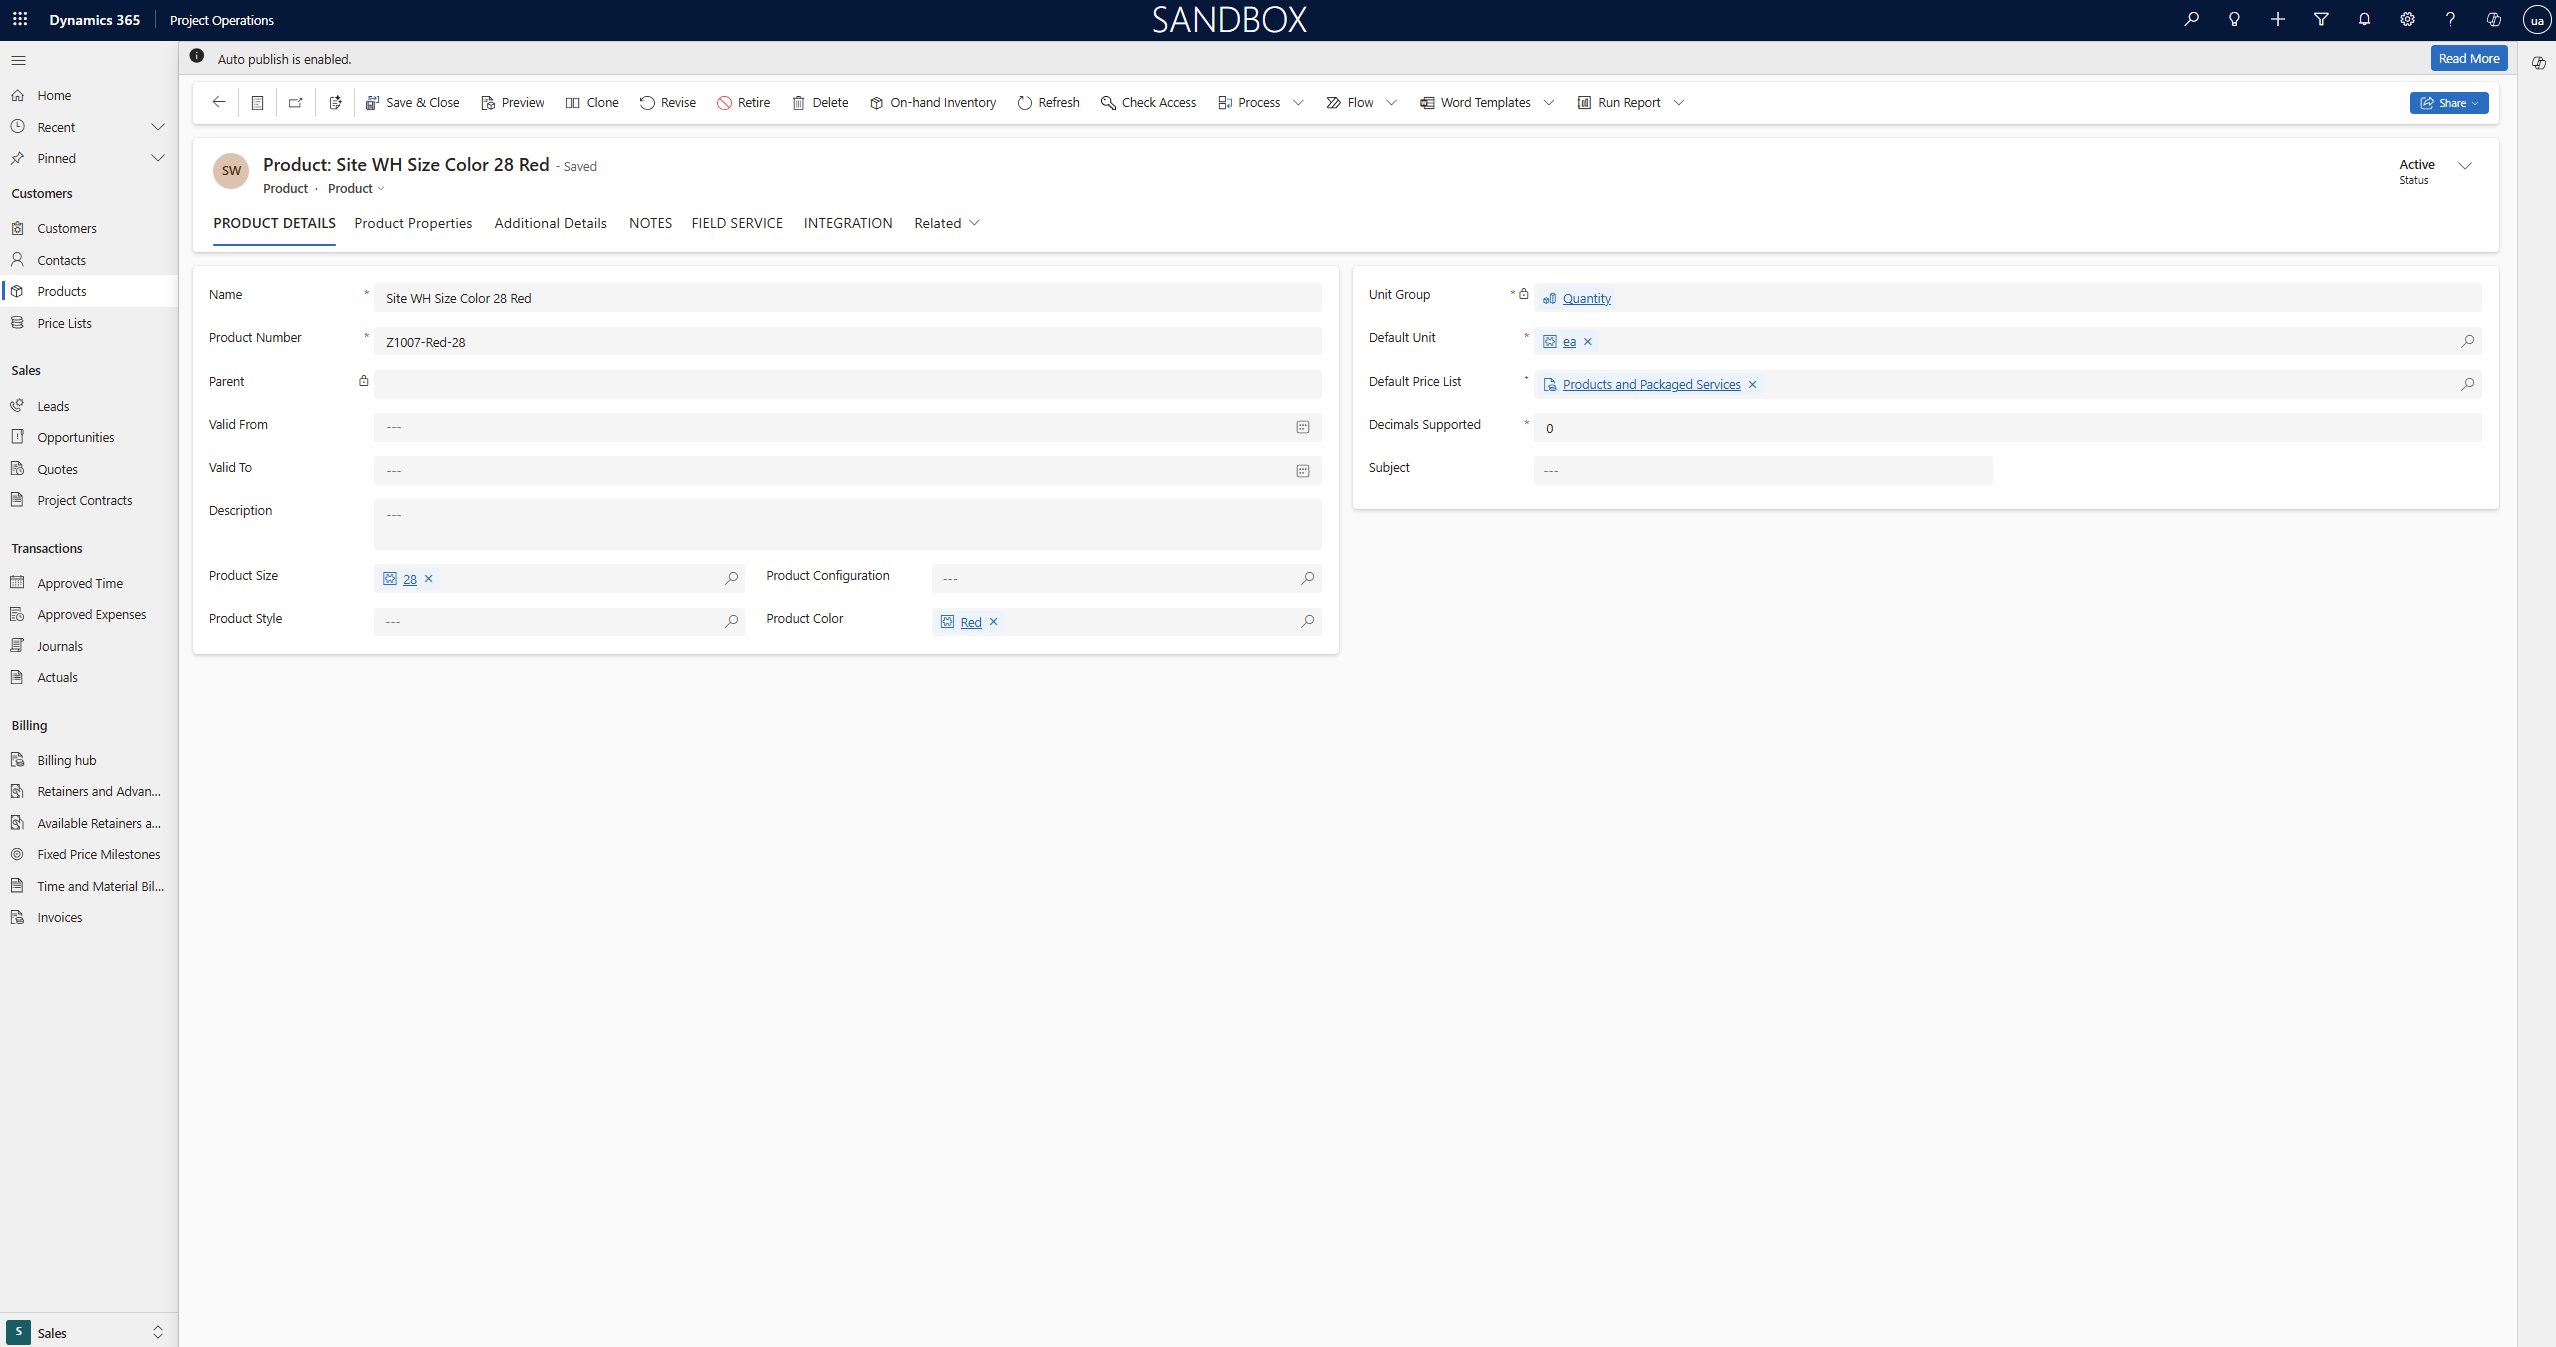 Dynamics 365
Project Operations
SANDBOX
ua
Auto publish is enabled.
Read More
Home
Recent
Pinned
Customers
Customers
Contacts
Products
Price Lists
Sales
Leads
Opportunities
Quotes
Project Contracts
Transactions
Approved Time
Approved Expenses
Journals
Actuals
Billing
Billing hub
Retainers and Advan...
Available Retainers a...
Fixed Price Milestones
Time and Material Bil...
Invoices
S
Sales
Save & Close
Preview
Clone
Revise
Retire
Delete
On-hand Inventory
Refresh
Check Access
Process
Flow
Word Templates
Run Report
Share
SW
Product: Site WH Size Color 28 Red - Saved
Product · Product
Active
Status
PRODUCT DETAILS
Product Properties
Additional Details
NOTES
FIELD SERVICE
INTEGRATION
Related
Name * Site WH Size Color 28 Red
Product Number * Z1007-Red-28
Parent
Valid From ---
Valid To ---
Description ---
Product Size 28
Product Configuration ---
Product Style ---
Product Color Red
Unit Group * Quantity
Default Unit * ea
Default Price List + Products and Packaged Services
Decimals Supported * 0
Subject ---